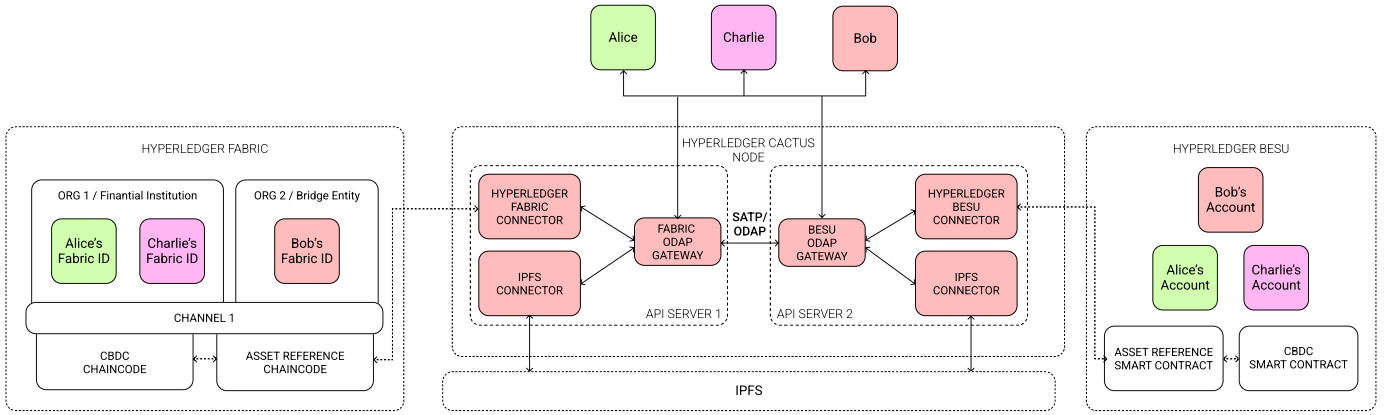 Alice
Charlie
Bob
HYPERLEDGER FABRIC
ORG 1 / Finantial Institution
ORG 2 / Bridge Entity
Alice's
Fabric ID
Charlie's
Fabric ID
Bob's
Fabric ID
CHANNEL 1
CBDC
CHAINCODE
ASSET REFERENCE
CHAINCODE
HYPERLEDGER CACTUS
NODE
HYPERLEDGER
FABRIC
CONNECTOR
IPFS
CONNECTOR
FABRIC
ODAP
GATEWAY
API SERVER 1
SATP/
ODAP
BESU
ODAP
GATEWAY
HYPERLEDGER
BESU
CONNECTOR
IPFS
CONNECTOR
API SERVER 2
IPFS
HYPERLEDGER BESU
Bob's
Account
Alice's
Account
Charlie's
Account
ASSET REFERENCE
SMART CONTRACT
CBDC
SMART CONTRACT